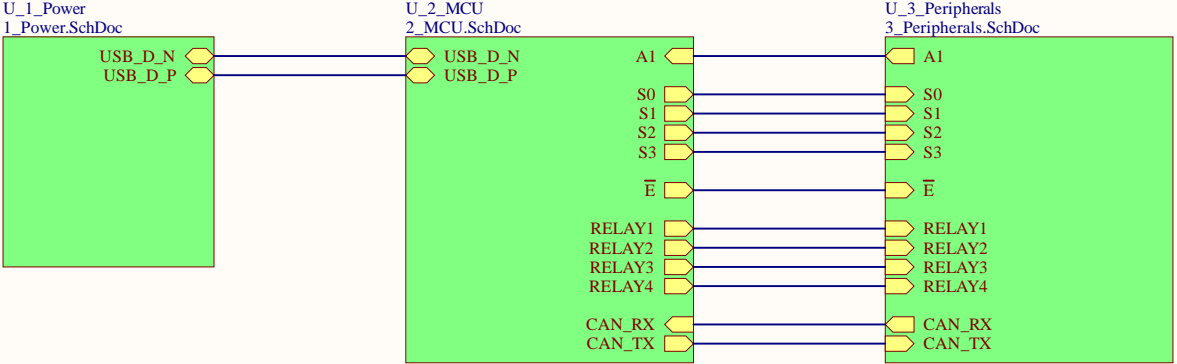 U_1_Power
1_Power.SchDoc
USB_D_N
USB_D_P
U_2_MCU
2_MCU.SchDoc
USB_D_N
USB_D_P
A1
S0
S1
S2
S3
E̅
RELAY1
RELAY2
RELAY3
RELAY4
CAN_RX
CAN_TX
U_3_Peripherals
3_Peripherals.SchDoc
A1
S0
S1
S2
S3
E̅
RELAY1
RELAY2
RELAY3
RELAY4
CAN_RX
CAN_TX